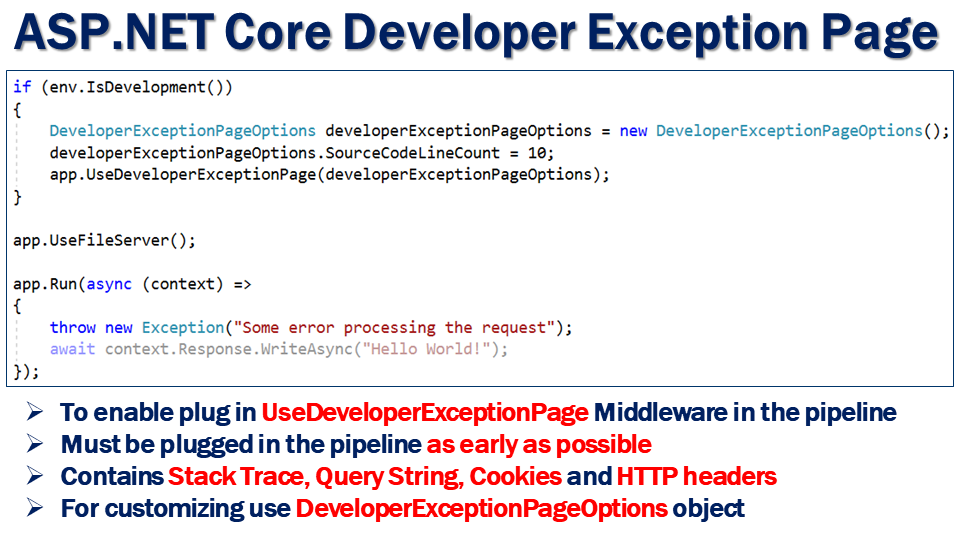 ASP.NET Core Developer Exception Page
if (env.IsDevelopment())
{
    DeveloperExceptionPageOptions developerExceptionPageOptions = new DeveloperExceptionPageOptions();
    developerExceptionPageOptions.SourceCodeLineCount = 10;
    app.UseDeveloperExceptionPage(developerExceptionPageOptions);
}
app.UseFileServer();
app.Run(async (context) =>
{
    throw new Exception("Some error processing the request");
    await context.Response.WriteAsync("Hello World!");
});
➢ To enable plug in UseDeveloperExceptionPage Middleware in the pipeline
➢ Must be plugged in the pipeline as early as possible
➢ Contains Stack Trace, Query String, Cookies and HTTP headers
➢ For customizing use DeveloperExceptionPageOptions object